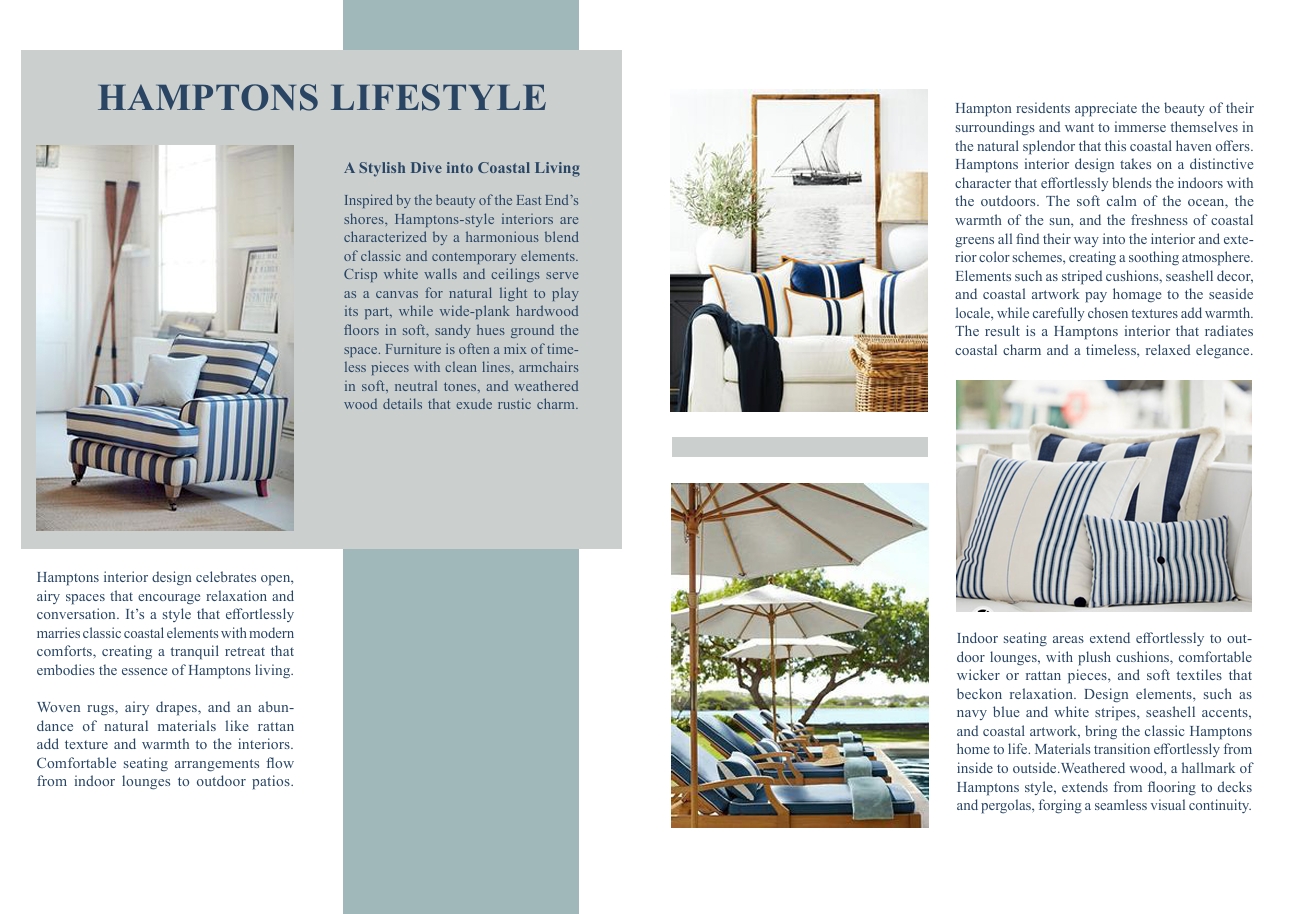 HAMPTONS LIFESTYLE
A Stylish Dive into Coastal Living
Inspired by the beauty of the East End’s
shores, Hamptons-style interiors are
characterized by a harmonious blend
of classic and contemporary elements.
Crisp white walls and ceilings serve
as a canvas for natural light to play
its part, while wide-plank hardwood
floors in soft, sandy hues ground the
space. Furniture is often a mix of time-
less pieces with clean lines, armchairs
in soft, neutral tones, and weathered
wood details that exude rustic charm.
Hamptons interior design celebrates open,
airy spaces that encourage relaxation and
conversation. It’s a style that effortlessly
marries classic coastal elements with modern
comforts, creating a tranquil retreat that
embodies the essence of Hamptons living.
Woven rugs, airy drapes, and an abun-
dance of natural materials like rattan
add texture and warmth to the interiors.
Comfortable seating arrangements flow
from indoor lounges to outdoor patios.
Hampton residents appreciate the beauty of their
surroundings and want to immerse themselves in
the natural splendor that this coastal haven offers.
Hamptons interior design takes on a distinctive
character that effortlessly blends the indoors with
the outdoors. The soft calm of the ocean, the
warmth of the sun, and the freshness of coastal
greens all find their way into the interior and exte-
rior color schemes, creating a soothing atmosphere.
Elements such as striped cushions, seashell decor,
and coastal artwork pay homage to the seaside
locale, while carefully chosen textures add warmth.
The result is a Hamptons interior that radiates
coastal charm and a timeless, relaxed elegance.
Indoor seating areas extend effortlessly to out-
door lounges, with plush cushions, comfortable
wicker or rattan pieces, and soft textiles that
beckon relaxation. Design elements, such as
navy blue and white stripes, seashell accents,
and coastal artwork, bring the classic Hamptons
home to life. Materials transition effortlessly from
inside to outside.Weathered wood, a hallmark of
Hamptons style, extends from flooring to decks
and pergolas, forging a seamless visual continuity.